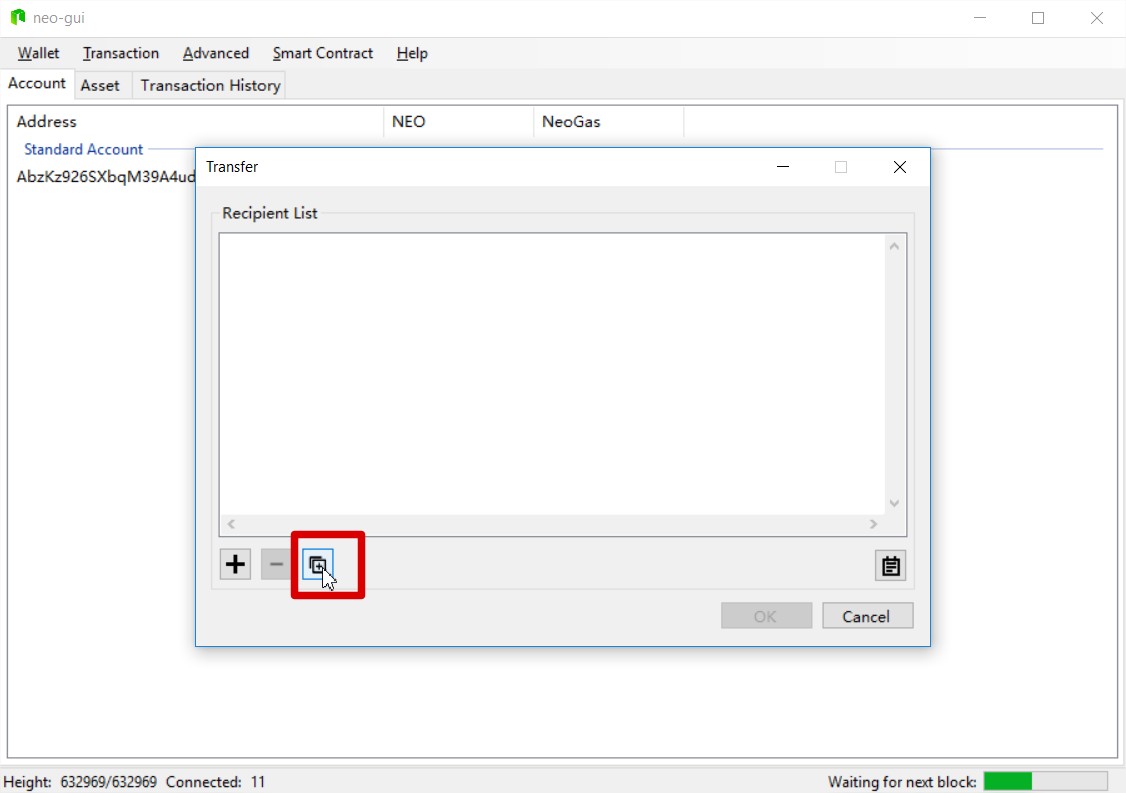 neo-gui
Wallet Transaction Advanced Smart Contract Help
Account Asset Transaction History
Address NEO NeoGas
Standard Account
AbzKz926SXbqM39A4ud
Transfer
Recipient List
OK Cancel
Height: 632969/632969 Connected: 11 Waiting for next block: